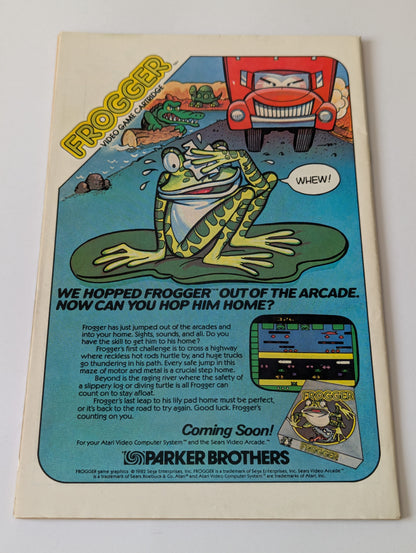 FROGGER™
VIDEO GAME CARTRIDGE
WHEW!
WE HOPPED FROGGER™ OUT OF THE ARCADE.
NOW CAN YOU HOP HIM HOME?
Frogger has just jumped out of the arcades and
into your home. Sights, sounds, and all. Do you
have the skill to get him to his home?
Frogger's first challenge is to cross a highway
where reckless hot rods hurtle by, and huge trucks
go thundering in his path. Every safe jump in this
maze of motor and metal is a crucial step home.
Beyond is the raging river where the safety of
a slippery log or diving turtle is all Frogger can
count on to stay afloat.
Frogger's last leap to his lily pad home must be perfect,
or it's back to the road to try again. Good luck. Frogger's
counting on you.
FROGGER
FROGGER
Coming Soon!
For your Atari Video Computer System™ and the Sears Video Arcade.™
PARKER BROTHERS
FROGGER game graphics © 1982 Sega Enterprises, Inc. FROGGER is a trademark of Sega Enterprises, Inc. Sears Video Arcade™
is a trademark of Sears, Roebuck & Co. Atari® and Atari Video Computer System™ are trademarks of Atari, Inc.